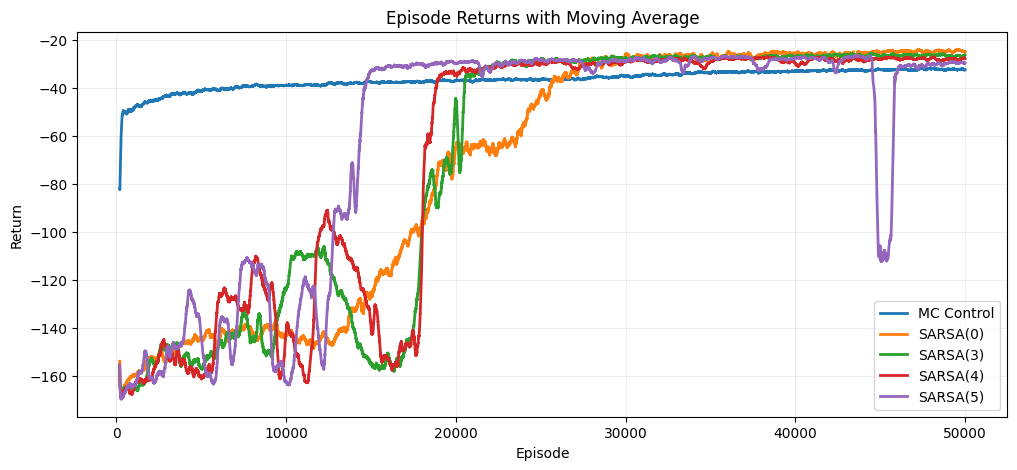 Episode Returns with Moving Average
Return
−20
−40
−60
−80
−100
−120
−140
−160
0
10000
20000
30000
40000
50000
Episode
MC Control
SARSA(0)
SARSA(3)
SARSA(4)
SARSA(5)